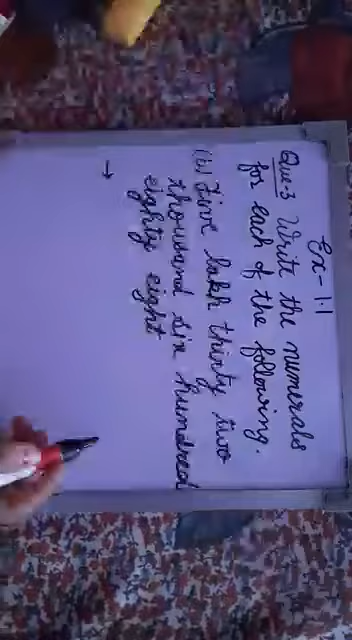 Ex-1.1
Que-3 Write the numerals
for each of the following.
(b) Five lakh thirty two
thousand six hundred
eighty eight
→